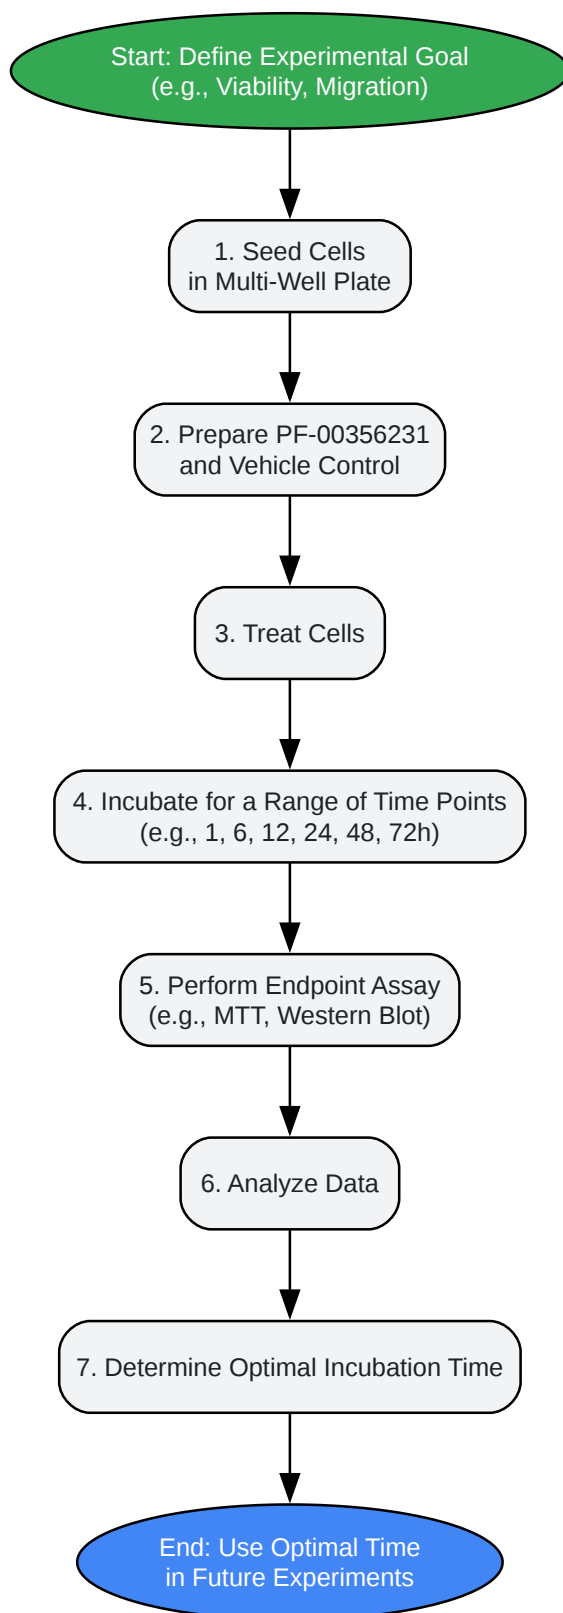 Start: Define Experimental Goal
(e.g., Viability, Migration)
1. Seed Cells
in Multi-Well Plate
2. Prepare PF-00356231
and Vehicle Control
3. Treat Cells
4. Incubate for a Range of Time Points
(e.g., 1, 6, 12, 24, 48, 72h)
5. Perform Endpoint Assay
(e.g., MTT, Western Blot)
6. Analyze Data
7. Determine Optimal Incubation Time
End: Use Optimal Time
in Future Experiments